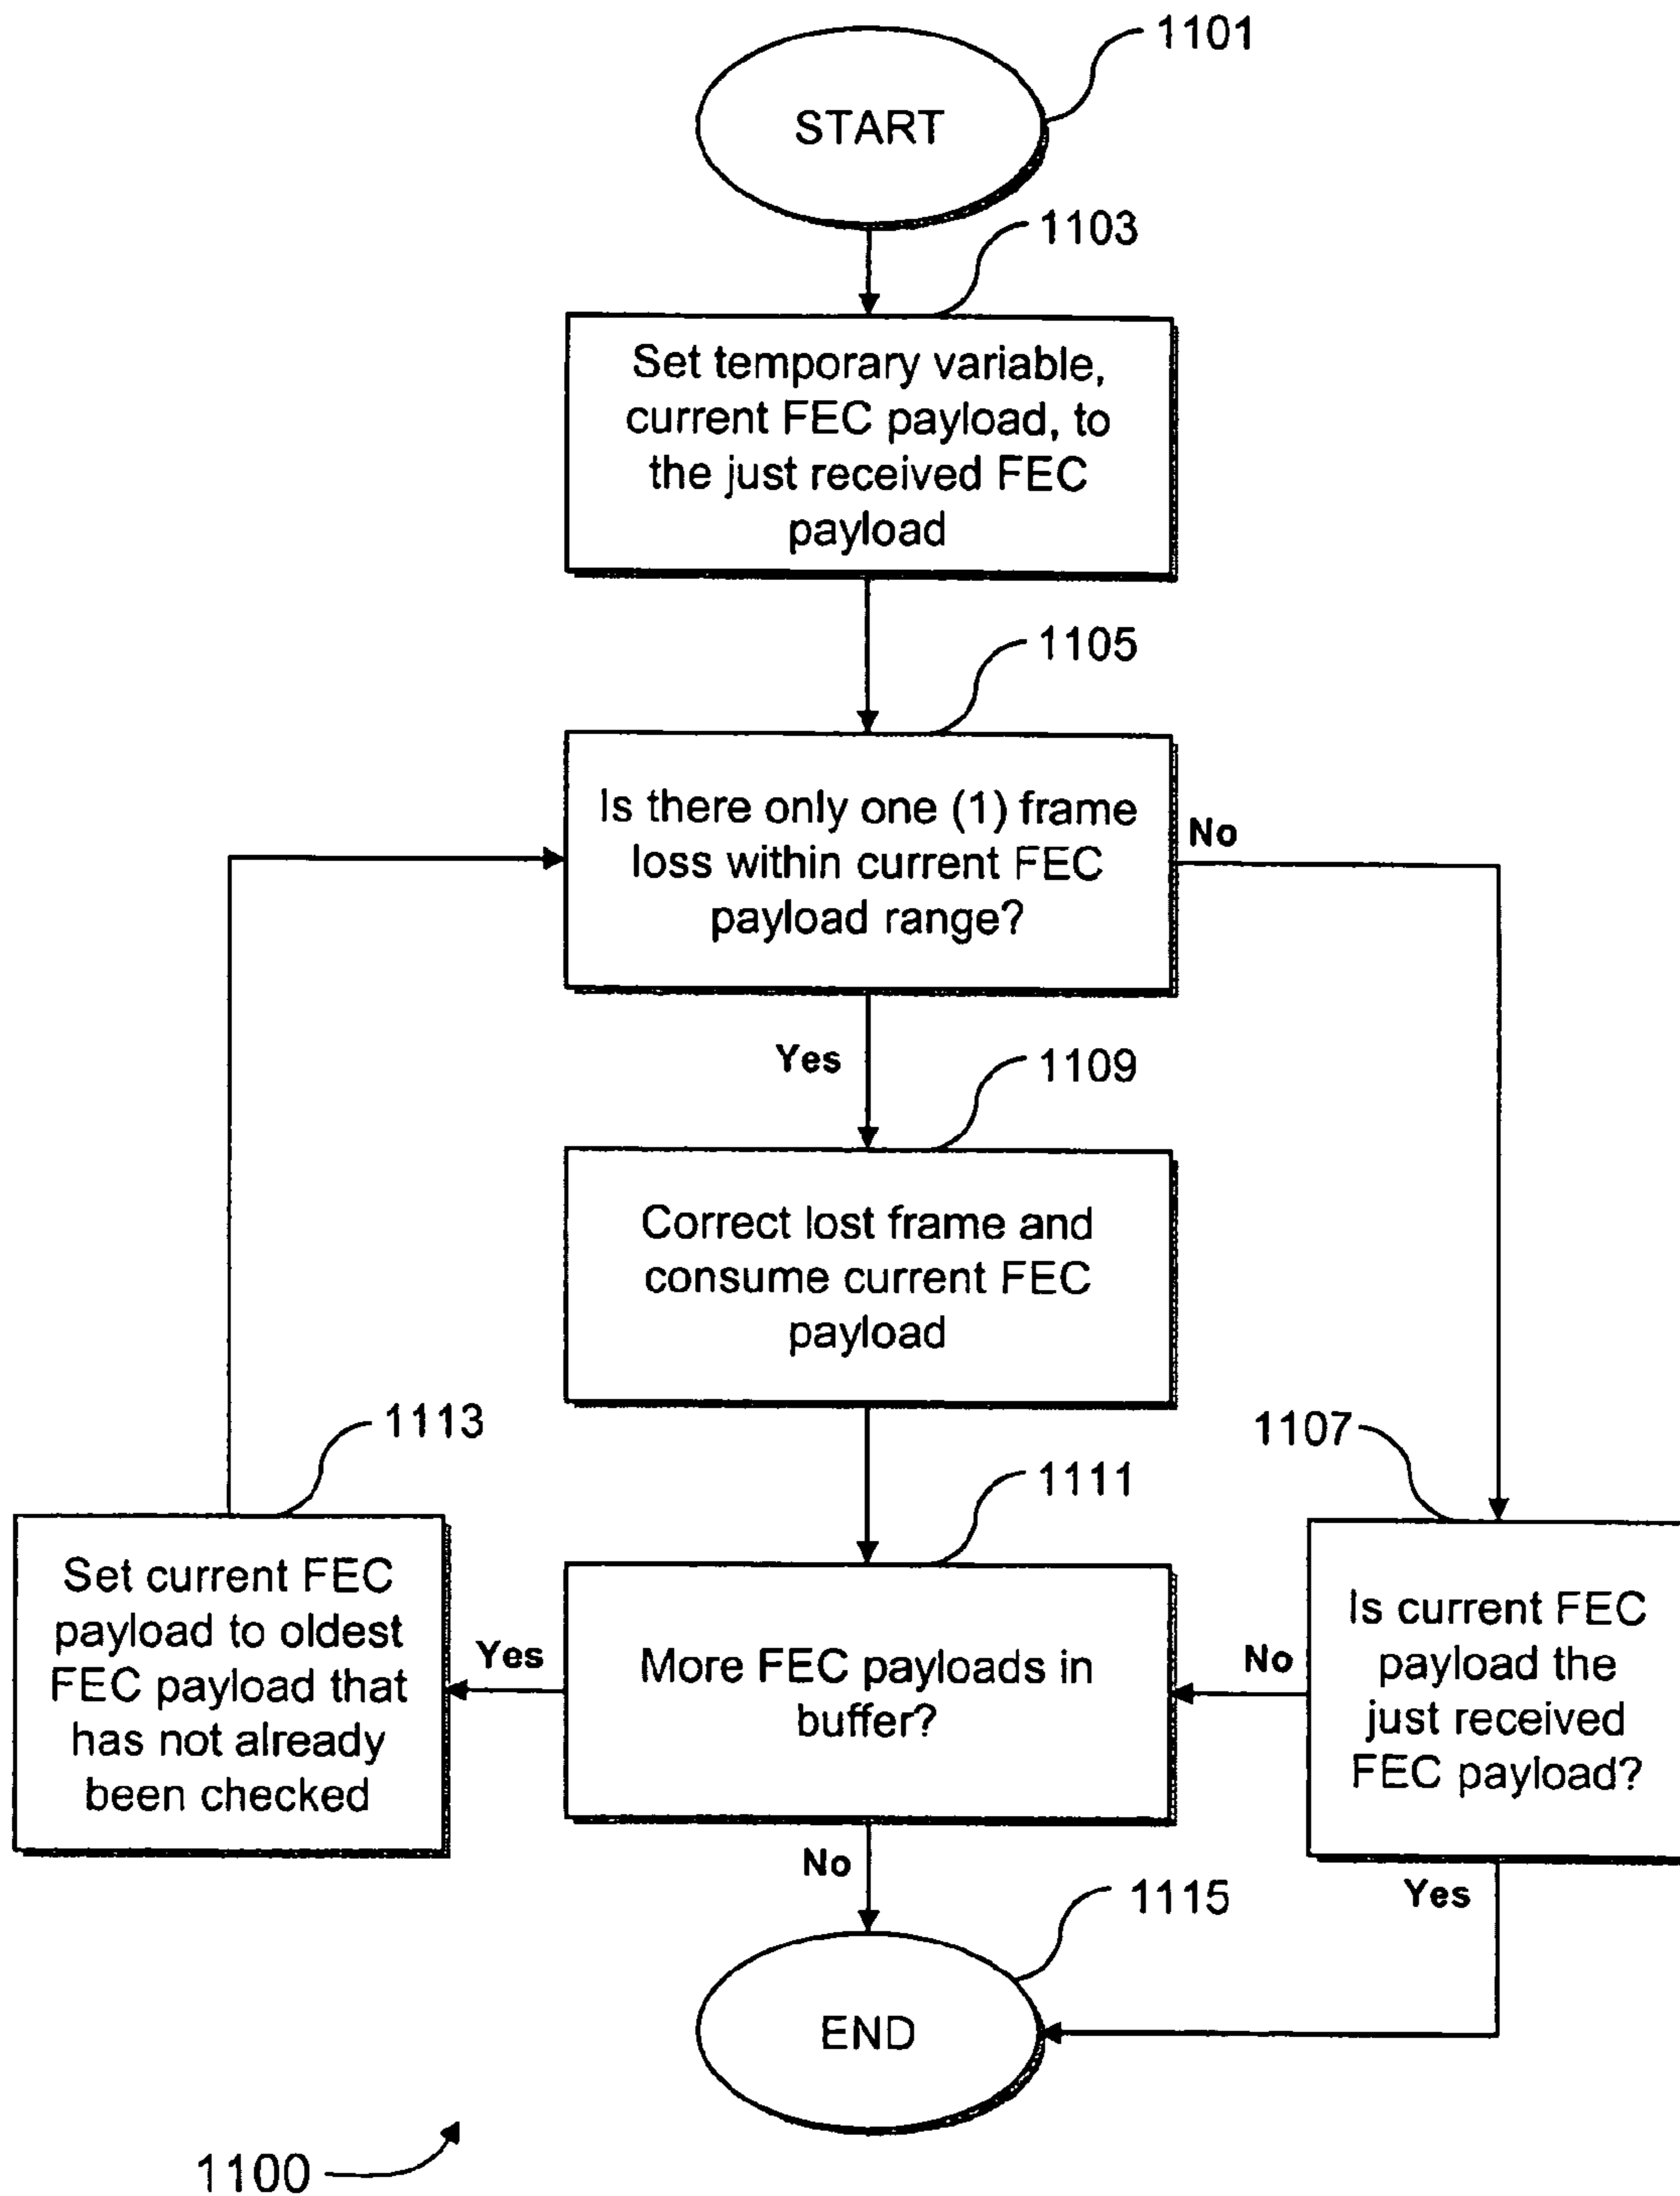 1101
START
1103
Set temporary variable,
current FEC payload, to
the just received FEC
payload
1105
Is there only one (1) frame
loss within current FEC
payload range?
No
Yes
1109
Correct lost frame and
consume current FEC
payload
1113
1107
1111
Set current FEC
payload to oldest
FEC payload that
has not already
been checked
Yes
More FEC payloads in
buffer?
No
Is current FEC
payload the
just received
FEC payload?
No
Yes
1115
END
1100